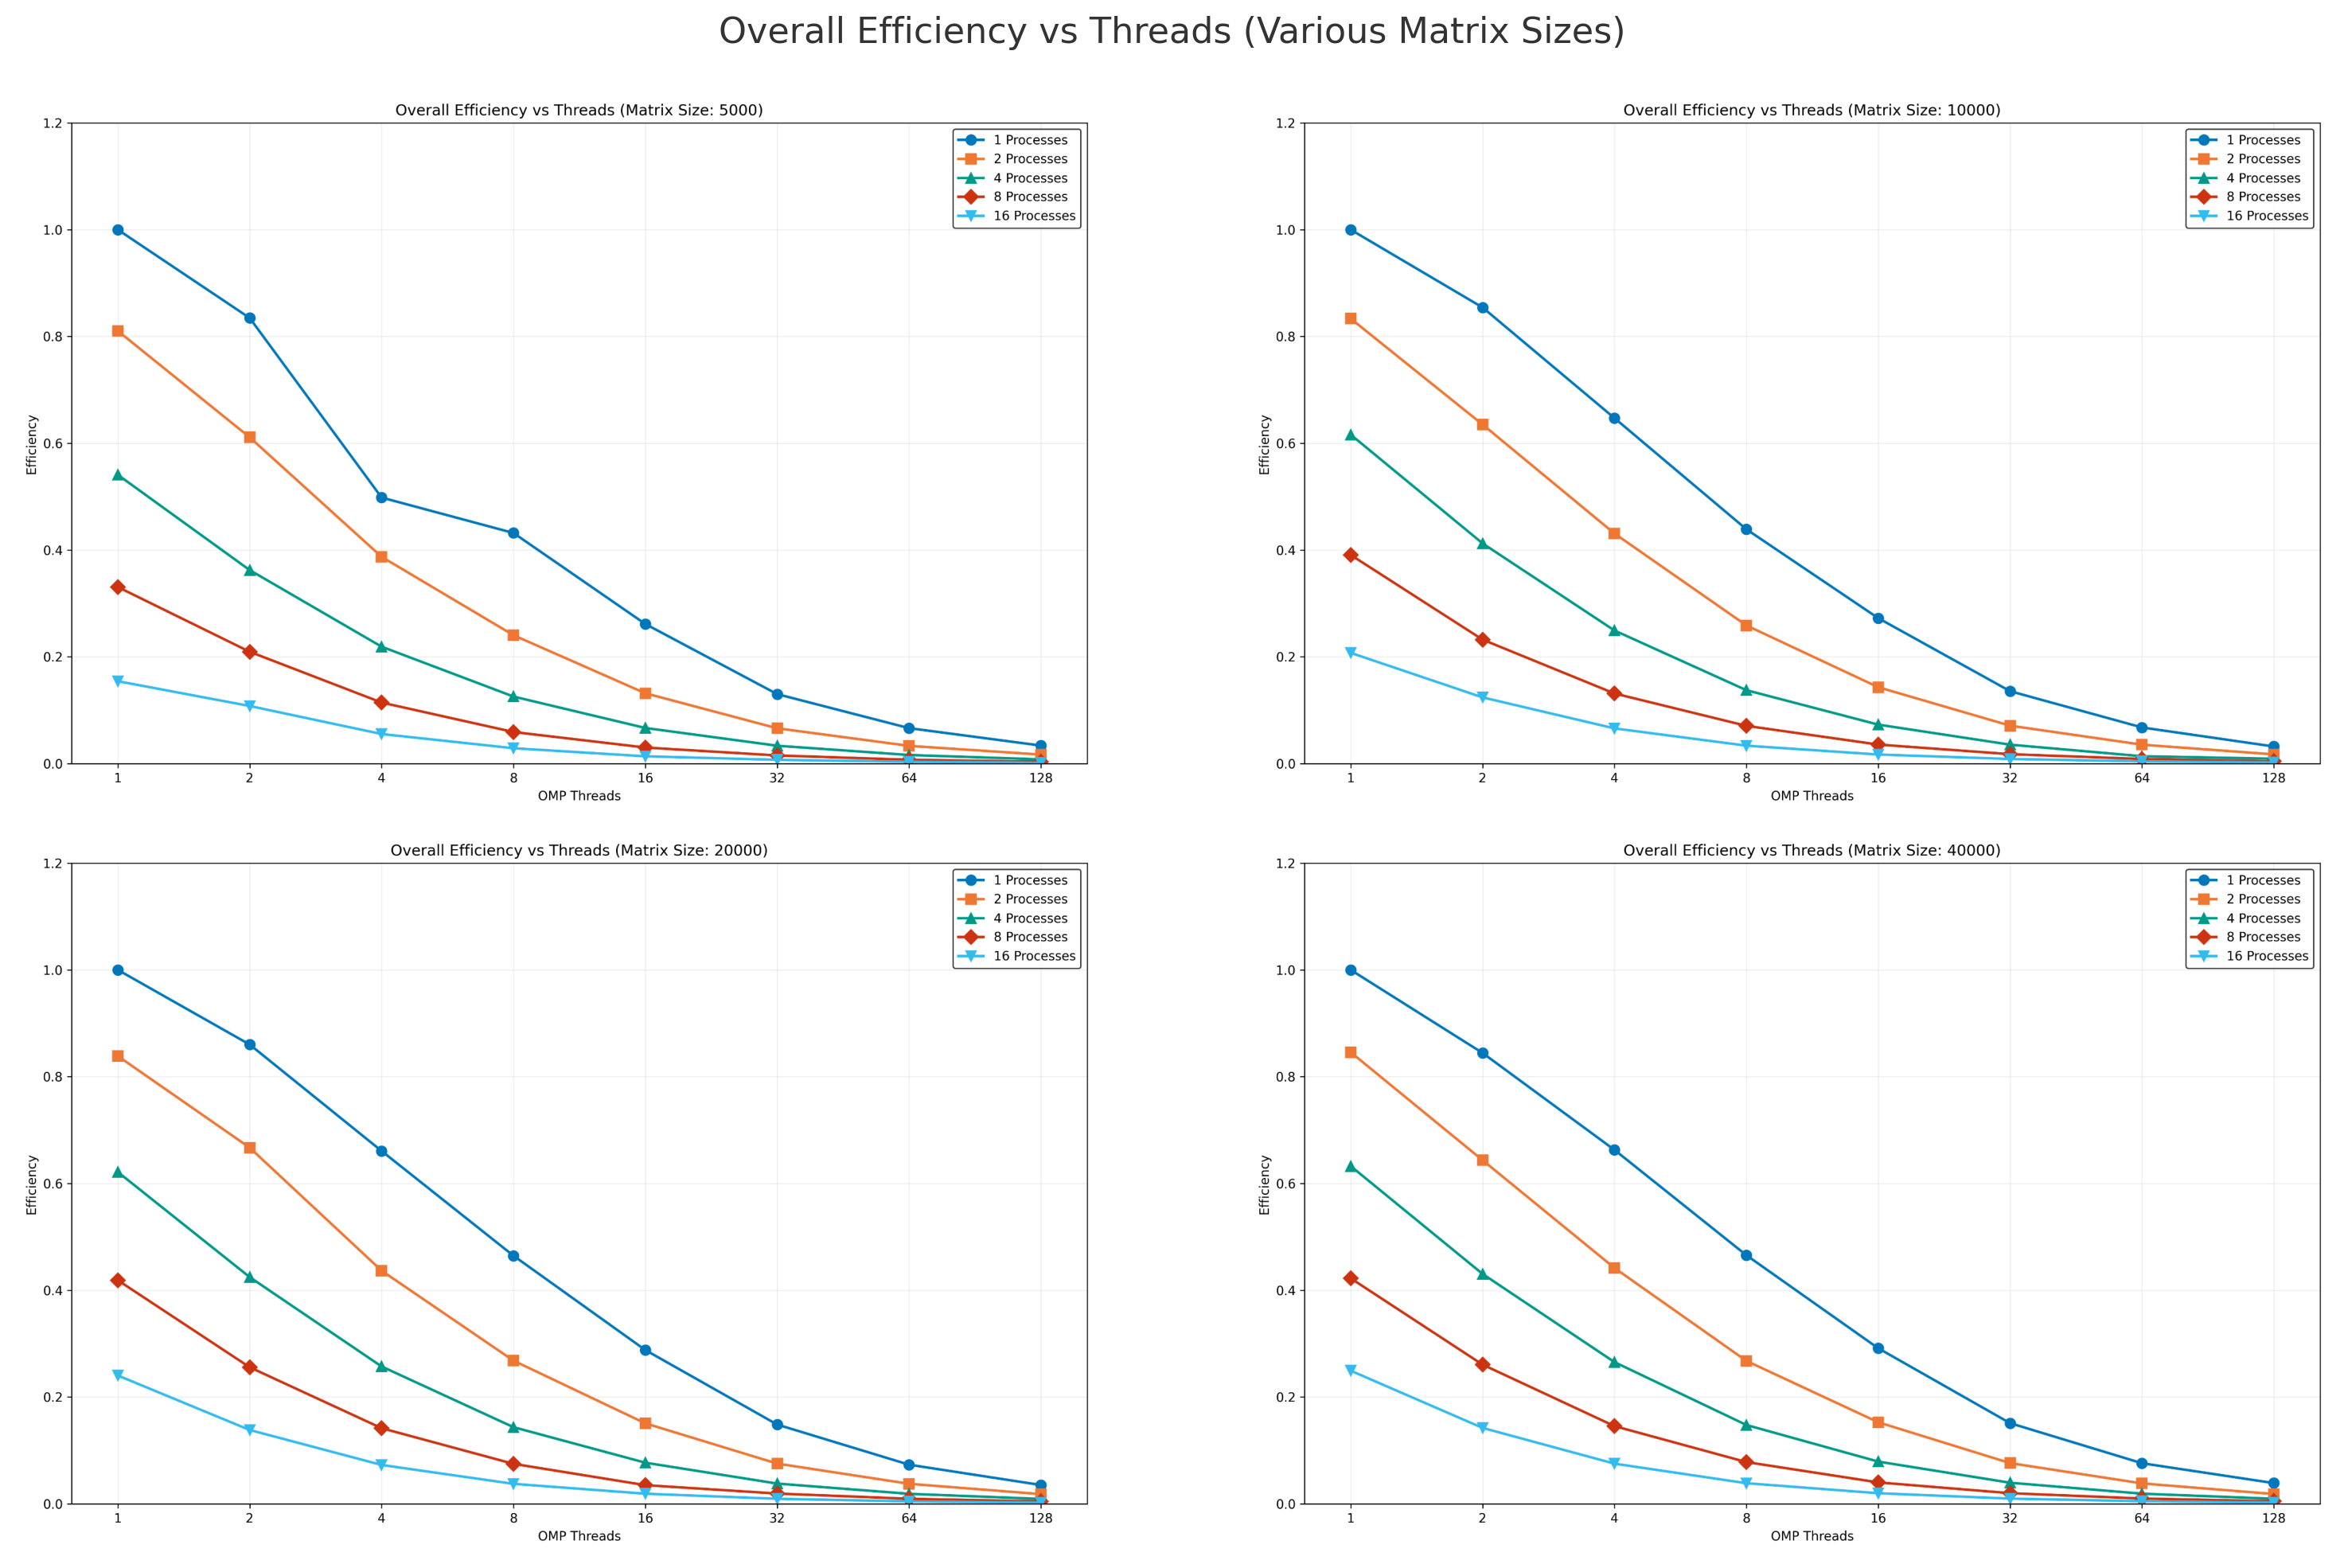 Overall Efficiency vs Threads (Various Matrix Sizes)
Overall Efficiency vs Threads (Matrix Size: 5000)
1.2
1.0
0.8
0.6
0.4
0.2
0.0
Efficiency
1 Processes
2 Processes
4 Processes
8 Processes
16 Processes
1 2 4 8 16 32 64 128
OMP Threads
Overall Efficiency vs Threads (Matrix Size: 10000)
1.2
1.0
0.8
0.6
0.4
0.2
0.0
Efficiency
1 Processes
2 Processes
4 Processes
8 Processes
16 Processes
1 2 4 8 16 32 64 128
OMP Threads
Overall Efficiency vs Threads (Matrix Size: 20000)
1.2
1.0
0.8
0.6
0.4
0.2
0.0
Efficiency
1 Processes
2 Processes
4 Processes
8 Processes
16 Processes
1 2 4 8 16 32 64 128
OMP Threads
Overall Efficiency vs Threads (Matrix Size: 40000)
1.2
1.0
0.8
0.6
0.4
0.2
0.0
Efficiency
1 Processes
2 Processes
4 Processes
8 Processes
16 Processes
1 2 4 8 16 32 64 128
OMP Threads